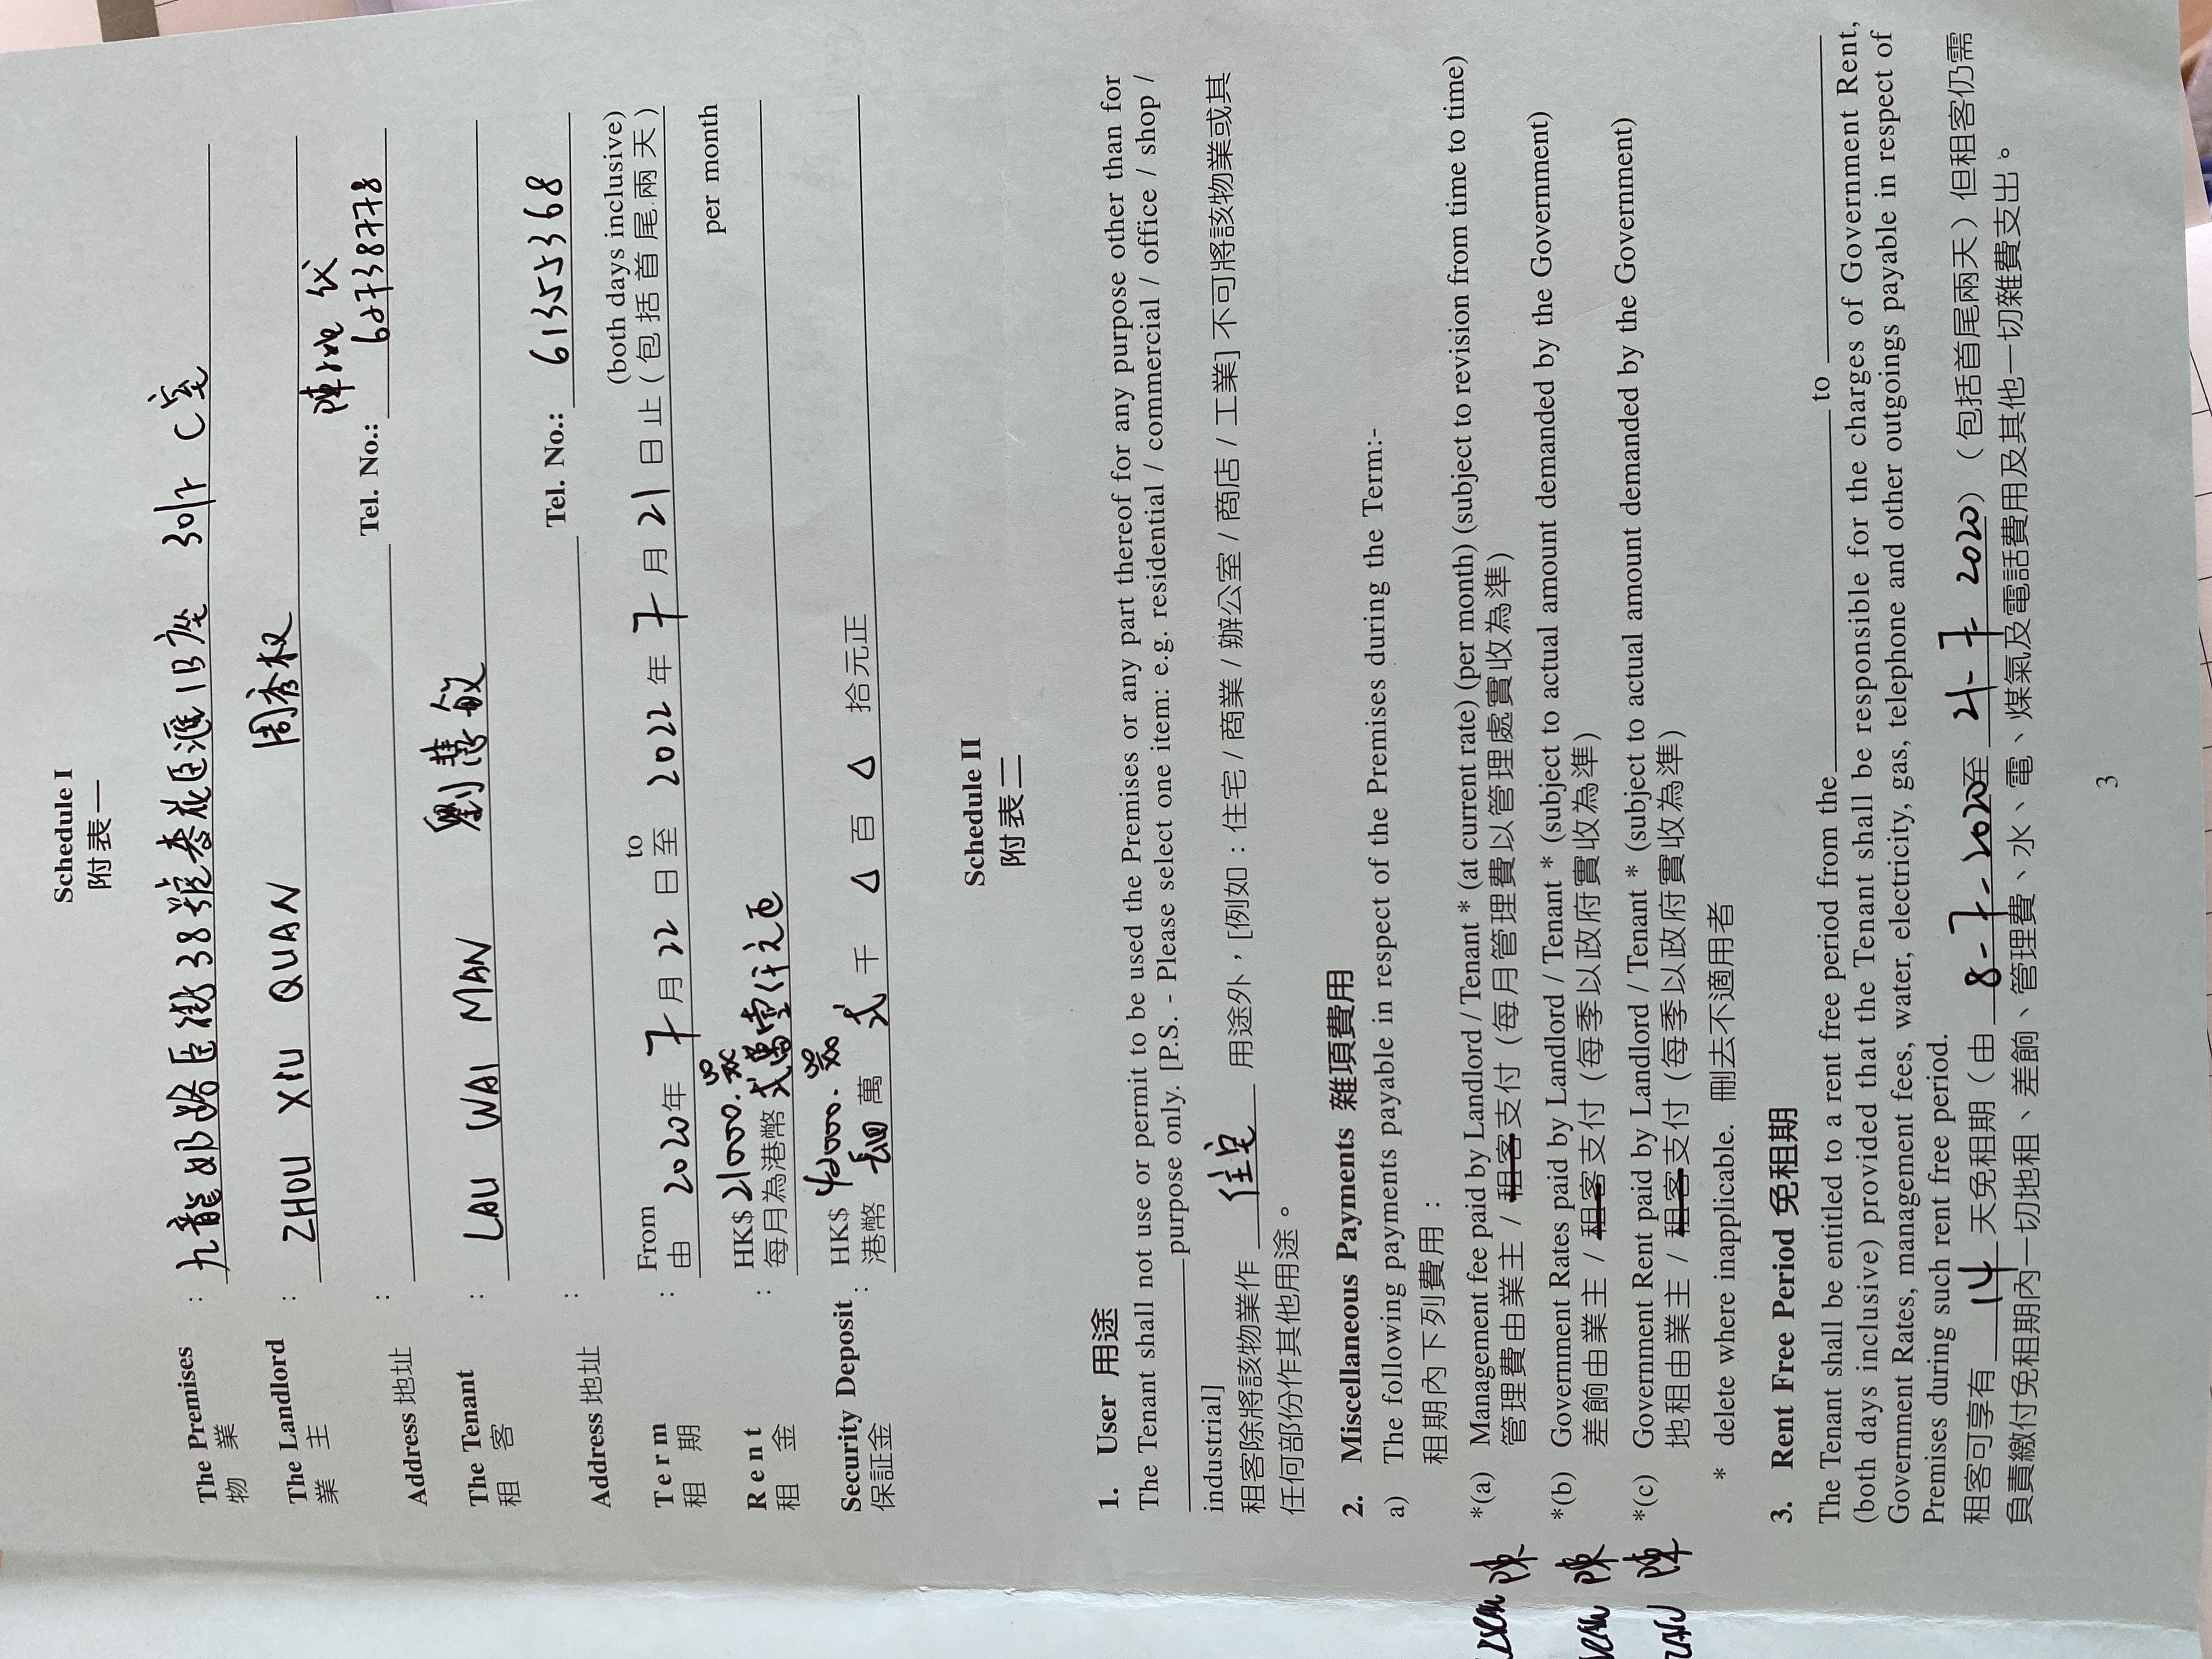 Schedule I
附表一
The Premises : 九龍 38號 1B座 30 C室
物業
The Landlord : ZHOU XIU QUAN 周秀权
業主
陳 代
Address 地址 : Tel. No.: 62738778
The Tenant : LAU WAI MAN 劉慧敏
租客
Address 地址 : Tel. No.: 61355368
Term : From to (both days inclusive)
租期 由 2020年 7 月 22 日至 2022 年 7 月 21 日止(包括首尾兩天)
Rent : HK$ 21000. per month
租金 每月為港幣 式萬壹仟元正
Security Deposit : HK$ 42000.
保証金 港幣 肆 萬 式 千 △ 百 △ 拾元正
Schedule II
附表二
1. User 用途
The Tenant shall not use or permit to be used the Premises or any part thereof for any purpose other than for
purpose only. [P.S. - Please select one item: e.g. residential / commercial / office / shop /
industrial]
租客除將該物業作 住宅 用途外，[例如：住宅 / 商業 / 辦公室 / 商店 / 工業] 不可將該物業或其
任何部份作其他用途。
2. Miscellaneous Payments 雜項費用
a) The following payments payable in respect of the Premises during the Term:-
租期內下列費用：
*(a) Management fee paid by Landlord / Tenant * (at current rate) (per month) (subject to revision from time to time)
管理費由業主 / 租客支付 (每月管理費以管理處實收為準)
*(b) Government Rates paid by Landlord / Tenant * (subject to actual amount demanded by the Government)
差餉由業主 / 租客支付 (每季以政府實收為準)
*(c) Government Rent paid by Landlord / Tenant * (subject to actual amount demanded by the Government)
地租由業主 / 租客支付 (每季以政府實收為準)
陳
陳
陳
* delete where inapplicable. 刪去不適用者
3. Rent Free Period 免租期
The Tenant shall be entitled to a rent free period from the to
(both days inclusive) provided that the Tenant shall be responsible for the charges of Government Rent,
Government Rates, management fees, water, electricity, gas, telephone and other outgoings payable in respect of
Premises during such rent free period.
租客可享有 14 天免租期（由 8-7-2020至 21-7-2020）（包括首尾兩天）但租客仍需
負責繳付免租期內一切地租、差餉、管理費、水、電、煤氣及電話費用及其他一切雜費支出。
3